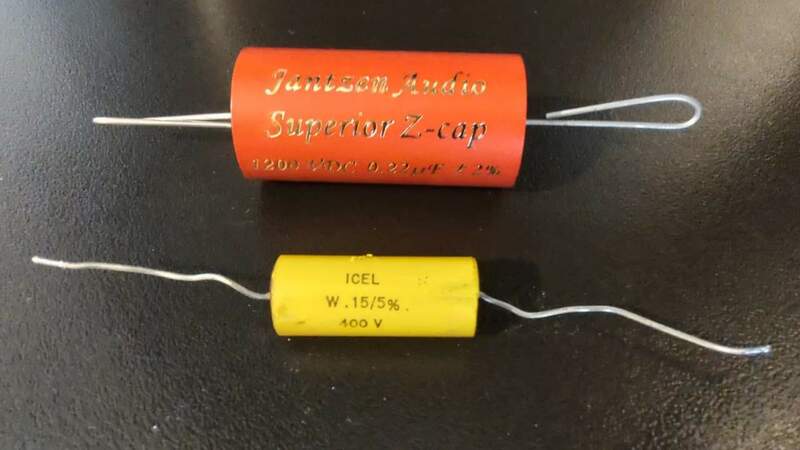 Jantzen Audio
Superior Z-cap
1200 VDC 0.22µF ±2%
ICEL
W .15/5% .
400 V